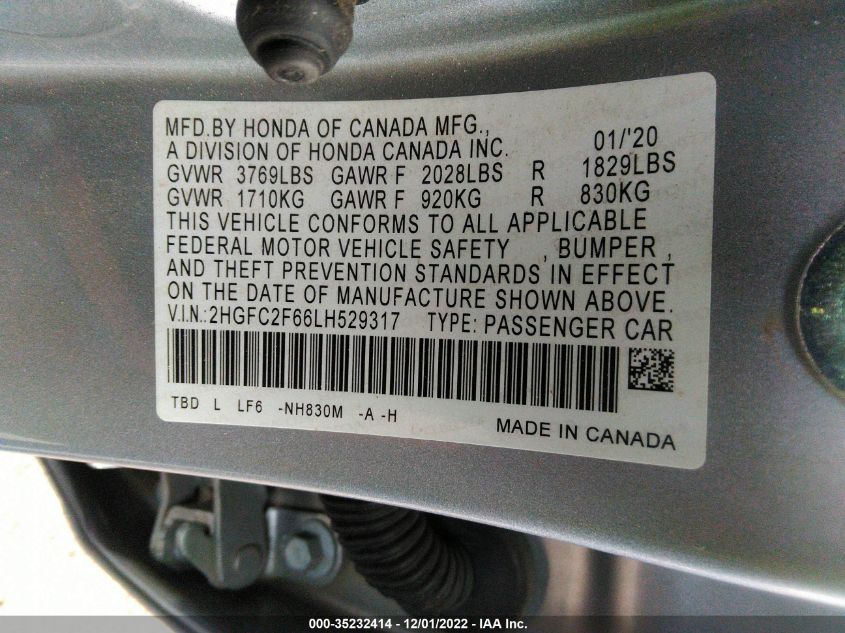 MFD.BY HONDA OF CANADA MFG.,
A DIVISION OF HONDA CANADA INC. 01/'20
GVWR 3769LBS GAWR F 2028LBS R 1829LBS
GVWR 1710KG GAWR F 920KG R 830KG
THIS VEHICLE CONFORMS TO ALL APPLICABLE
FEDERAL MOTOR VEHICLE SAFETY , BUMPER ,
AND THEFT PREVENTION STANDARDS IN EFFECT
ON THE DATE OF MANUFACTURE SHOWN ABOVE.
V.I.N.:2HGFC2F66LH529317 TYPE: PASSENGER CAR
TBD L LF6 -NH830M -A -H
MADE IN CANADA
000-35232414 - 12/01/2022 - IAA Inc.